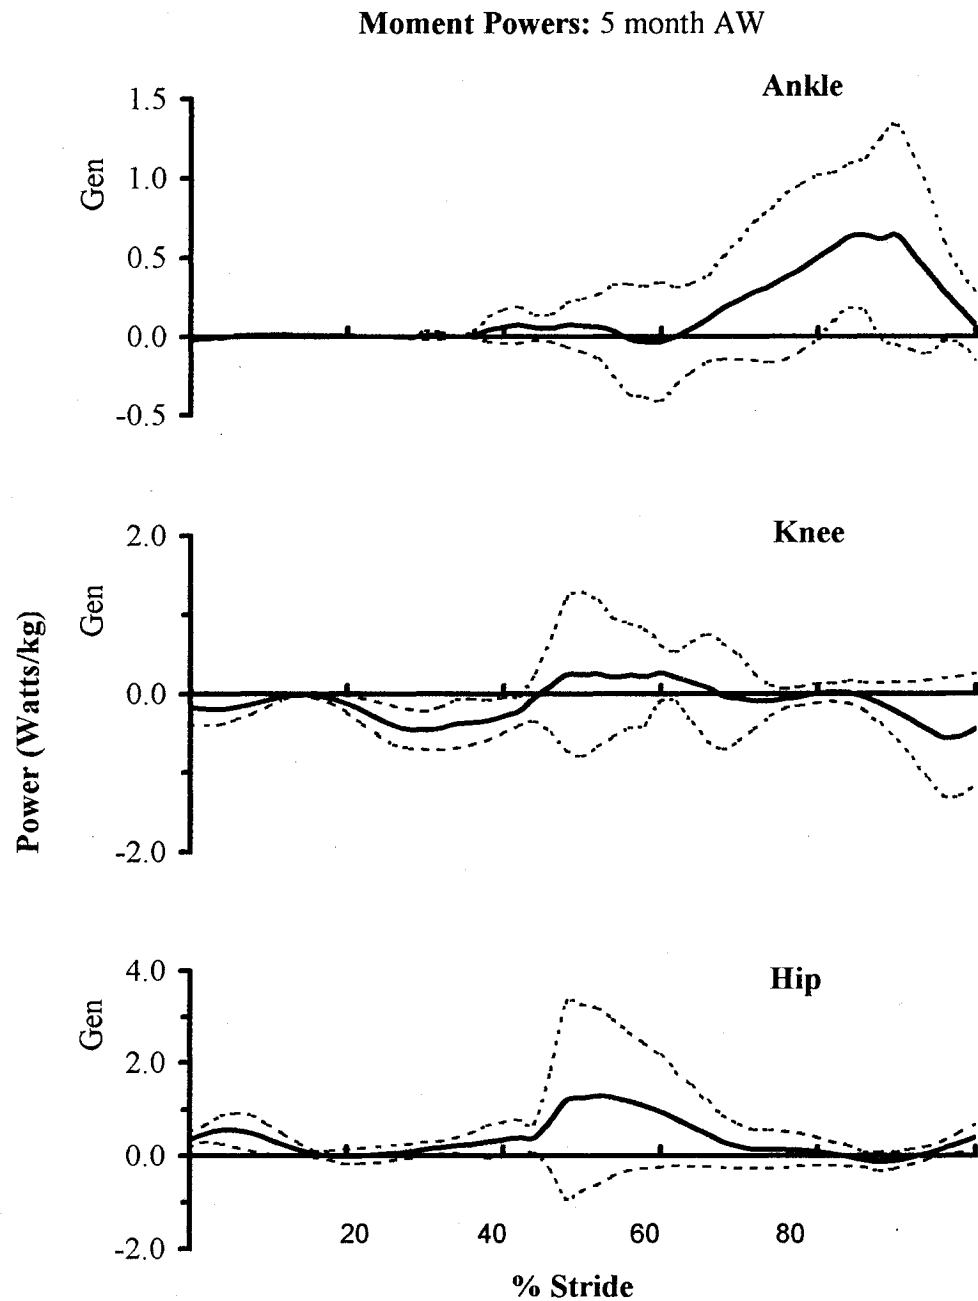 Moment Powers: 5 month AW
Ankle
1.5
Gen
1.0
0.5
0.0
-0.5
Knee
2.0
Gen
0.0
-2.0
Power (Watts/kg)
Hip
4.0
Gen
2.0
0.0
-2.0
20 40 60 80
% Stride